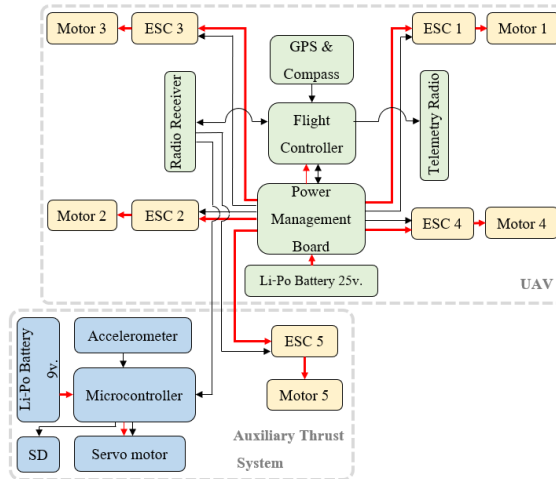 Motor 3
ESC 3
GPS &
Compass
ESC 1
Motor 1
Radio Receiver
Flight
Controller
Telemetry Radio
Motor 2
ESC 2
Power
Management
Board
ESC 4
Motor 4
Li-Po Battery 25v.
UAV
Li-Po Battery
9v.
Accelerometer
ESC 5
Microcontroller
Motor 5
SD
Servo motor
Auxiliary Thrust
System